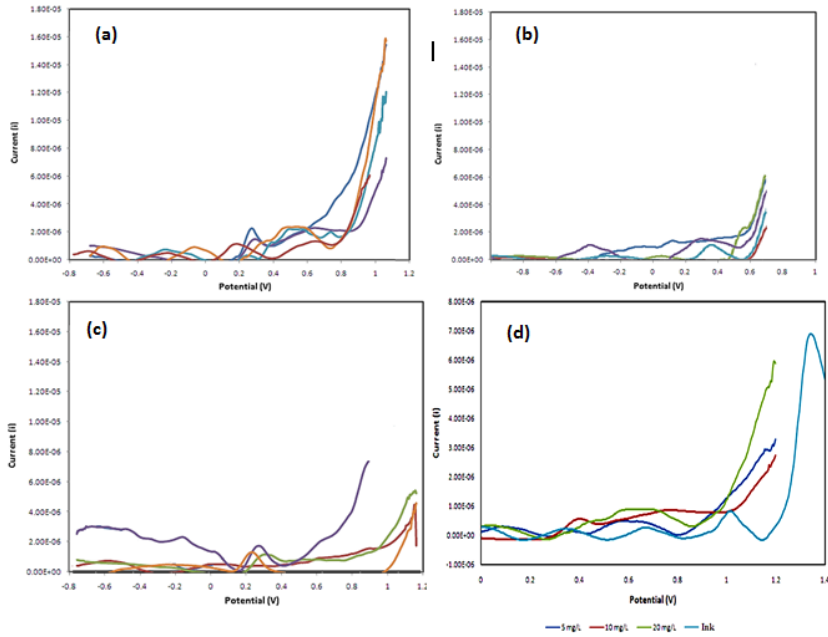 (a)
1.80E-05
1.60E-05
1.40E-05
1.20E-05
1.00E-05
8.00E-06
6.00E-06
4.00E-06
2.00E-06
0.00E+00
Current (i)
-0.8 -0.6 -0.4 -0.2 0 0.2 0.4 0.6 0.8 1 1.2
Potential (V)
(b)
1.80E-05
1.60E-05
1.40E-05
1.20E-05
1.00E-05
8.00E-06
6.00E-06
4.00E-06
2.00E-06
0.00E+00
Current (i)
-0.8 -0.6 -0.4 -0.2 0 0.2 0.4 0.6 0.8 1
Potential (V)
(c)
1.80E-05
1.60E-05
1.40E-05
1.20E-05
1.00E-05
8.00E-06
6.00E-06
4.00E-06
2.00E-06
0.00E+00
Current (i)
-0.8 -0.6 -0.4 -0.2 0 0.2 0.4 0.6 0.8 1 1.2
Potential (V)
(d)
8.00E-06
7.00E-06
6.00E-06
5.00E-06
4.00E-06
3.00E-06
2.00E-06
1.00E-06
0.00E+00
-1.00E-06
Current (i)
0 0.2 0.4 0.6 0.8 1 1.2 1.4
Potential (V)
5 mg/L 10 mg/L 20 mg/L Ink